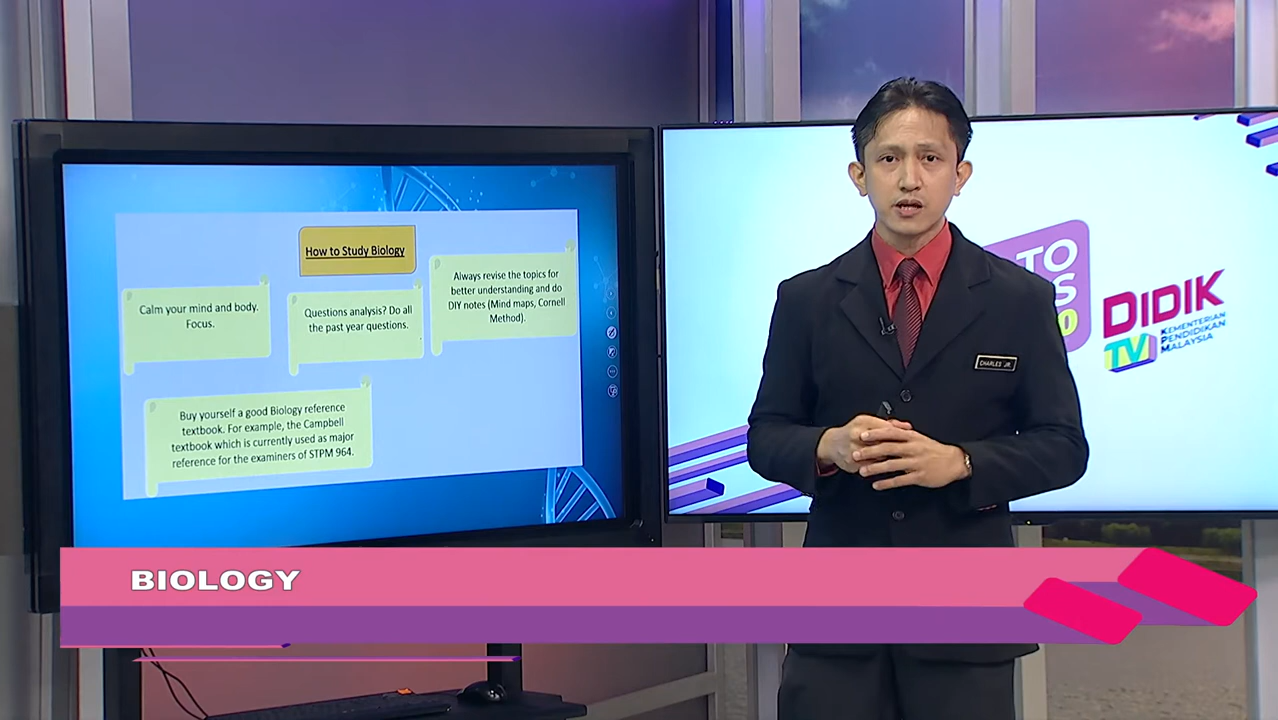 How to Study Biology
Calm your mind and body.
Focus.
Questions analysis? Do all
the past year questions.
Always revise the topics for
better understanding and do
DIY notes (Mind maps, Cornell
Method).
Buy yourself a good Biology reference
textbook. For example, the Campbell
textbook which is currently used as major
reference for the examiners of STPM 964.
TO
S
0
DIDIK
TV
KEMENTERIAN
PENDIDIKAN
MALAYSIA
CHARLES JR.
BIOLOGY